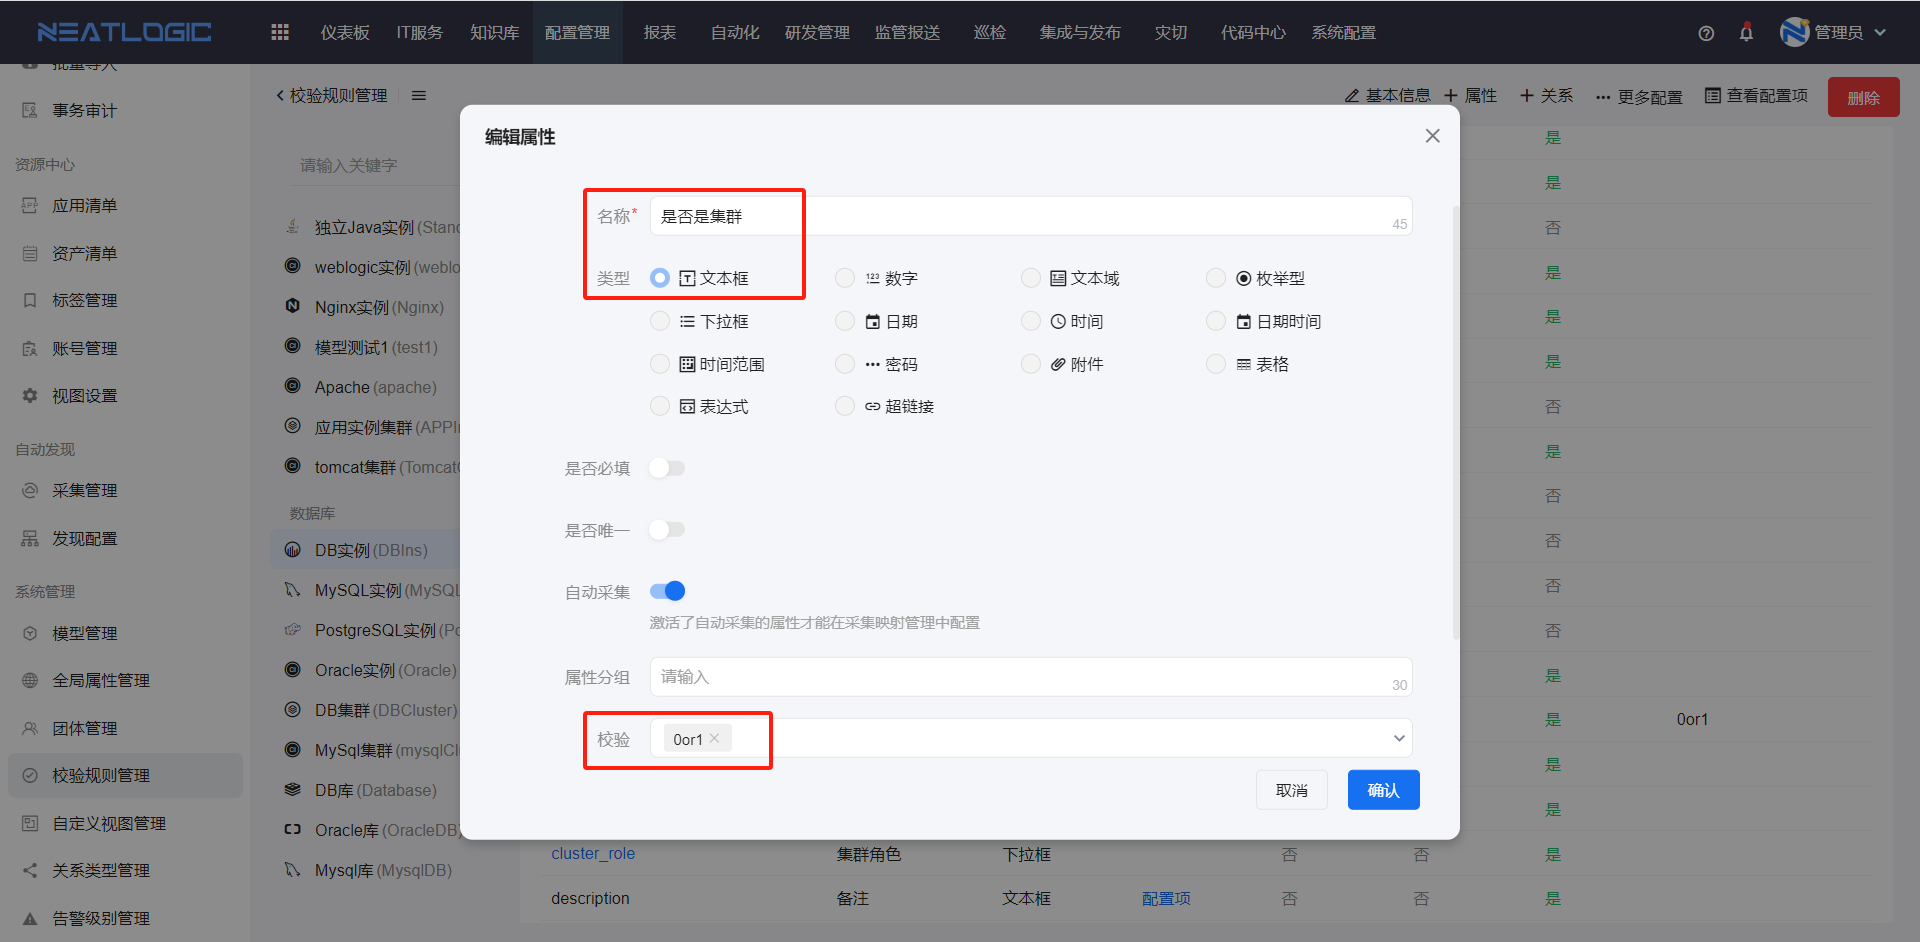 NEATLOGIC
仪表板
IT服务
知识库
配置管理
报表
自动化
研发管理
监管报送
巡检
集成与发布
灾切
代码中心
系统配置
管理员
批量导入
事务审计
资源中心
应用清单
资产清单
标签管理
账号管理
视图设置
自动发现
采集管理
发现配置
系统管理
模型管理
全局属性管理
团体管理
校验规则管理
自定义视图管理
关系类型管理
告警级别管理
校验规则管理
基本信息
属性
关系
更多配置
查看配置项
删除
请输入关键字
独立Java实例 (Stand
weblogic实例 (weblo
Nginx实例 (Nginx)
模型测试1 (test1)
Apache (apache)
应用实例集群 (APPI
tomcat集群 (Tomcat
数据库
DB实例 (DBIns)
MySQL实例 (MySQL
PostgreSQL实例 (Po
Oracle实例 (Oracle)
DB集群 (DBCluster)
MySql集群 (mysqlCl
DB库 (Database)
Oracle库 (OracleDB)
Mysql库 (MysqlDB)
编辑属性
名称* 是否是集群 45
类型 文本框 数字 文本域 枚举型
下拉框 日期 时间 日期时间
时间范围 密码 附件 表格
表达式 超链接
是否必填
是否唯一
自动采集
激活了自动采集的属性才能在采集映射管理中配置
属性分组 请输入 30
校验 0or1
取消 确认
是
是
否
是
是
是
否
是
否
否
否
否
是
是 0or1
是
是
cluster_role 集群角色 下拉框 否 否 是
description 备注 文本框 配置项 否 否 是